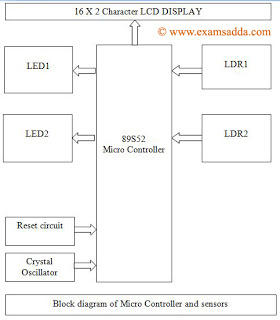 16 X 2 Character LCD DISPLAY
© www.examsadda.com
LED1
LDR1
LED2
LDR2
89S52
Micro Controller
Reset circuit
Crystal
Oscillator
Block diagram of Micro Controller and sensors